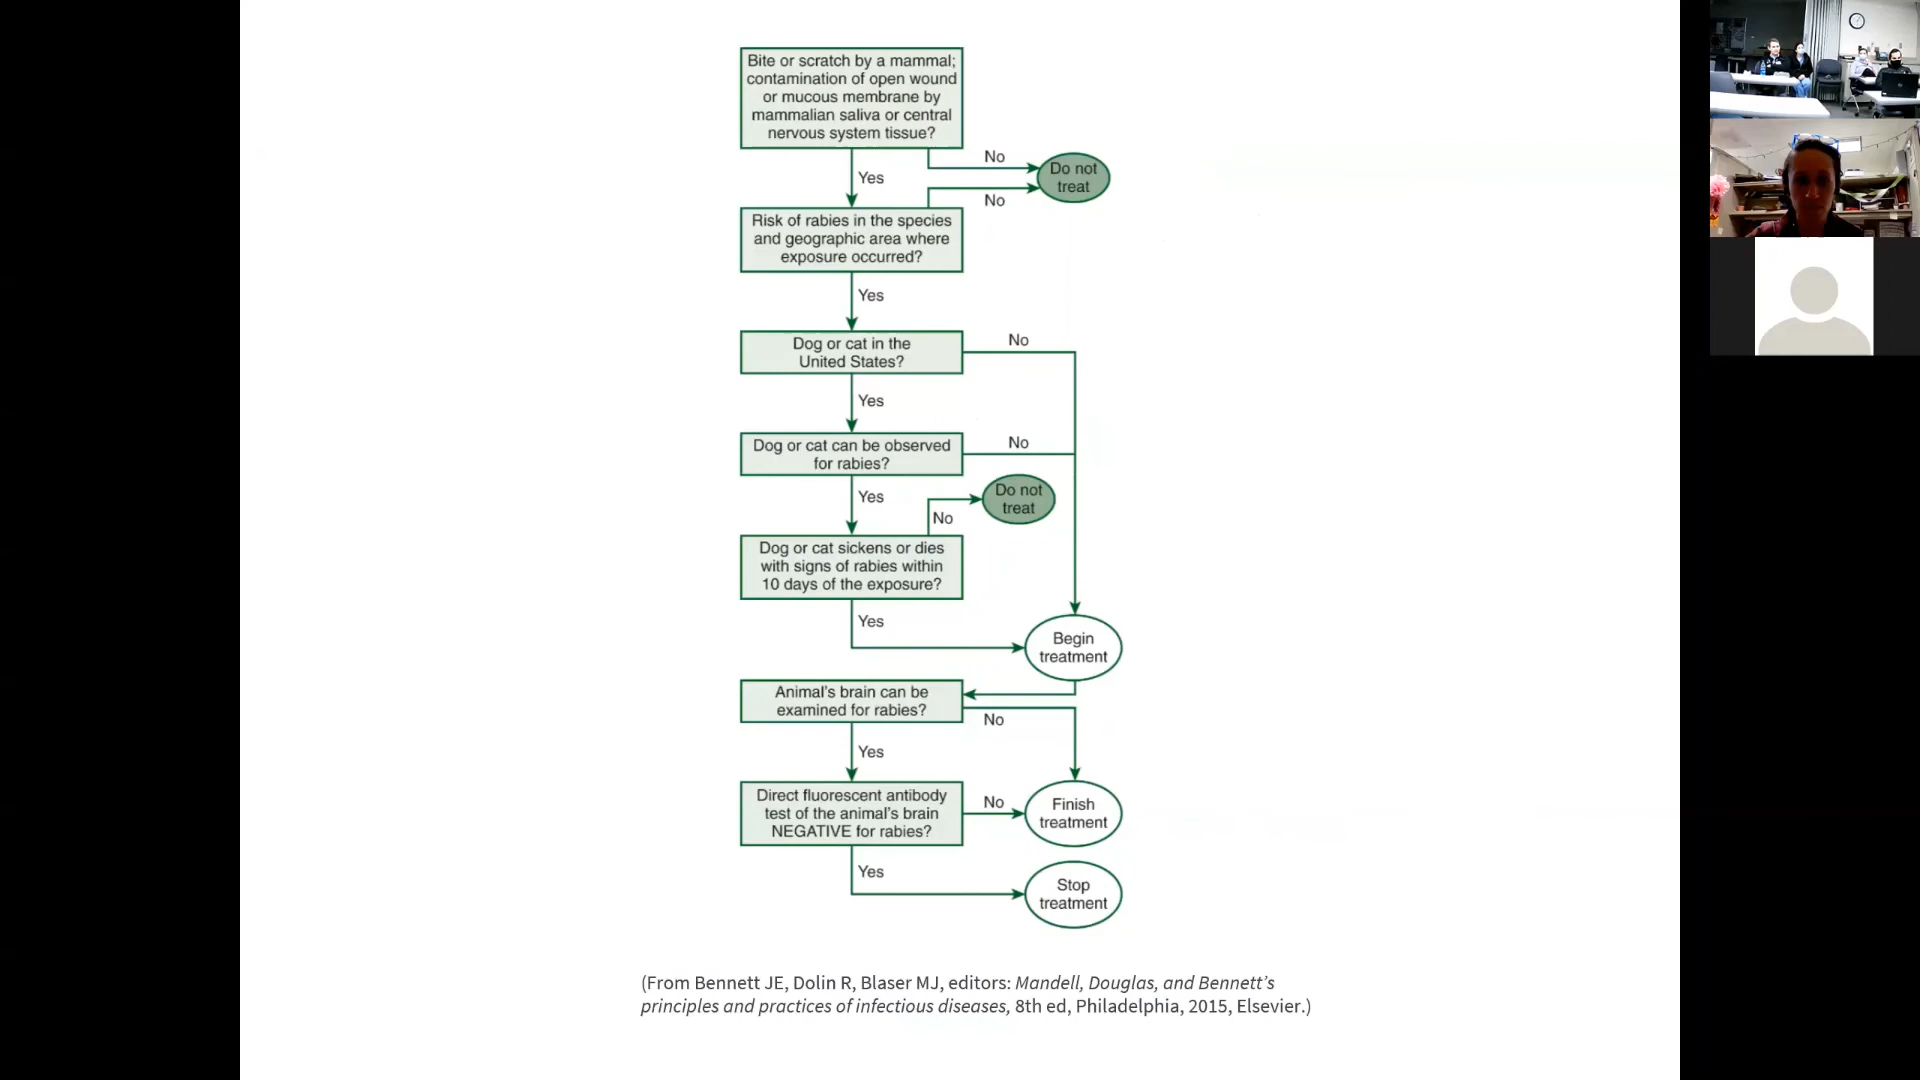 Bite or scratch by a mammal;
contamination of open wound
or mucous membrane by
mammalian saliva or central
nervous system tissue?
No
Do not
treat
Yes
No
Risk of rabies in the species
and geographic area where
exposure occurred?
Yes
Dog or cat in the
United States?
No
Yes
Dog or cat can be observed
for rabies?
No
Yes
Do not
treat
No
Dog or cat sickens or dies
with signs of rabies within
10 days of the exposure?
Yes
Begin
treatment
Animal's brain can be
examined for rabies?
No
Yes
Direct fluorescent antibody
test of the animal's brain
NEGATIVE for rabies?
No
Finish
treatment
Yes
Stop
treatment
(From Bennett JE, Dolin R, Blaser MJ, editors: Mandell, Douglas, and Bennett's
principles and practices of infectious diseases, 8th ed, Philadelphia, 2015, Elsevier.)